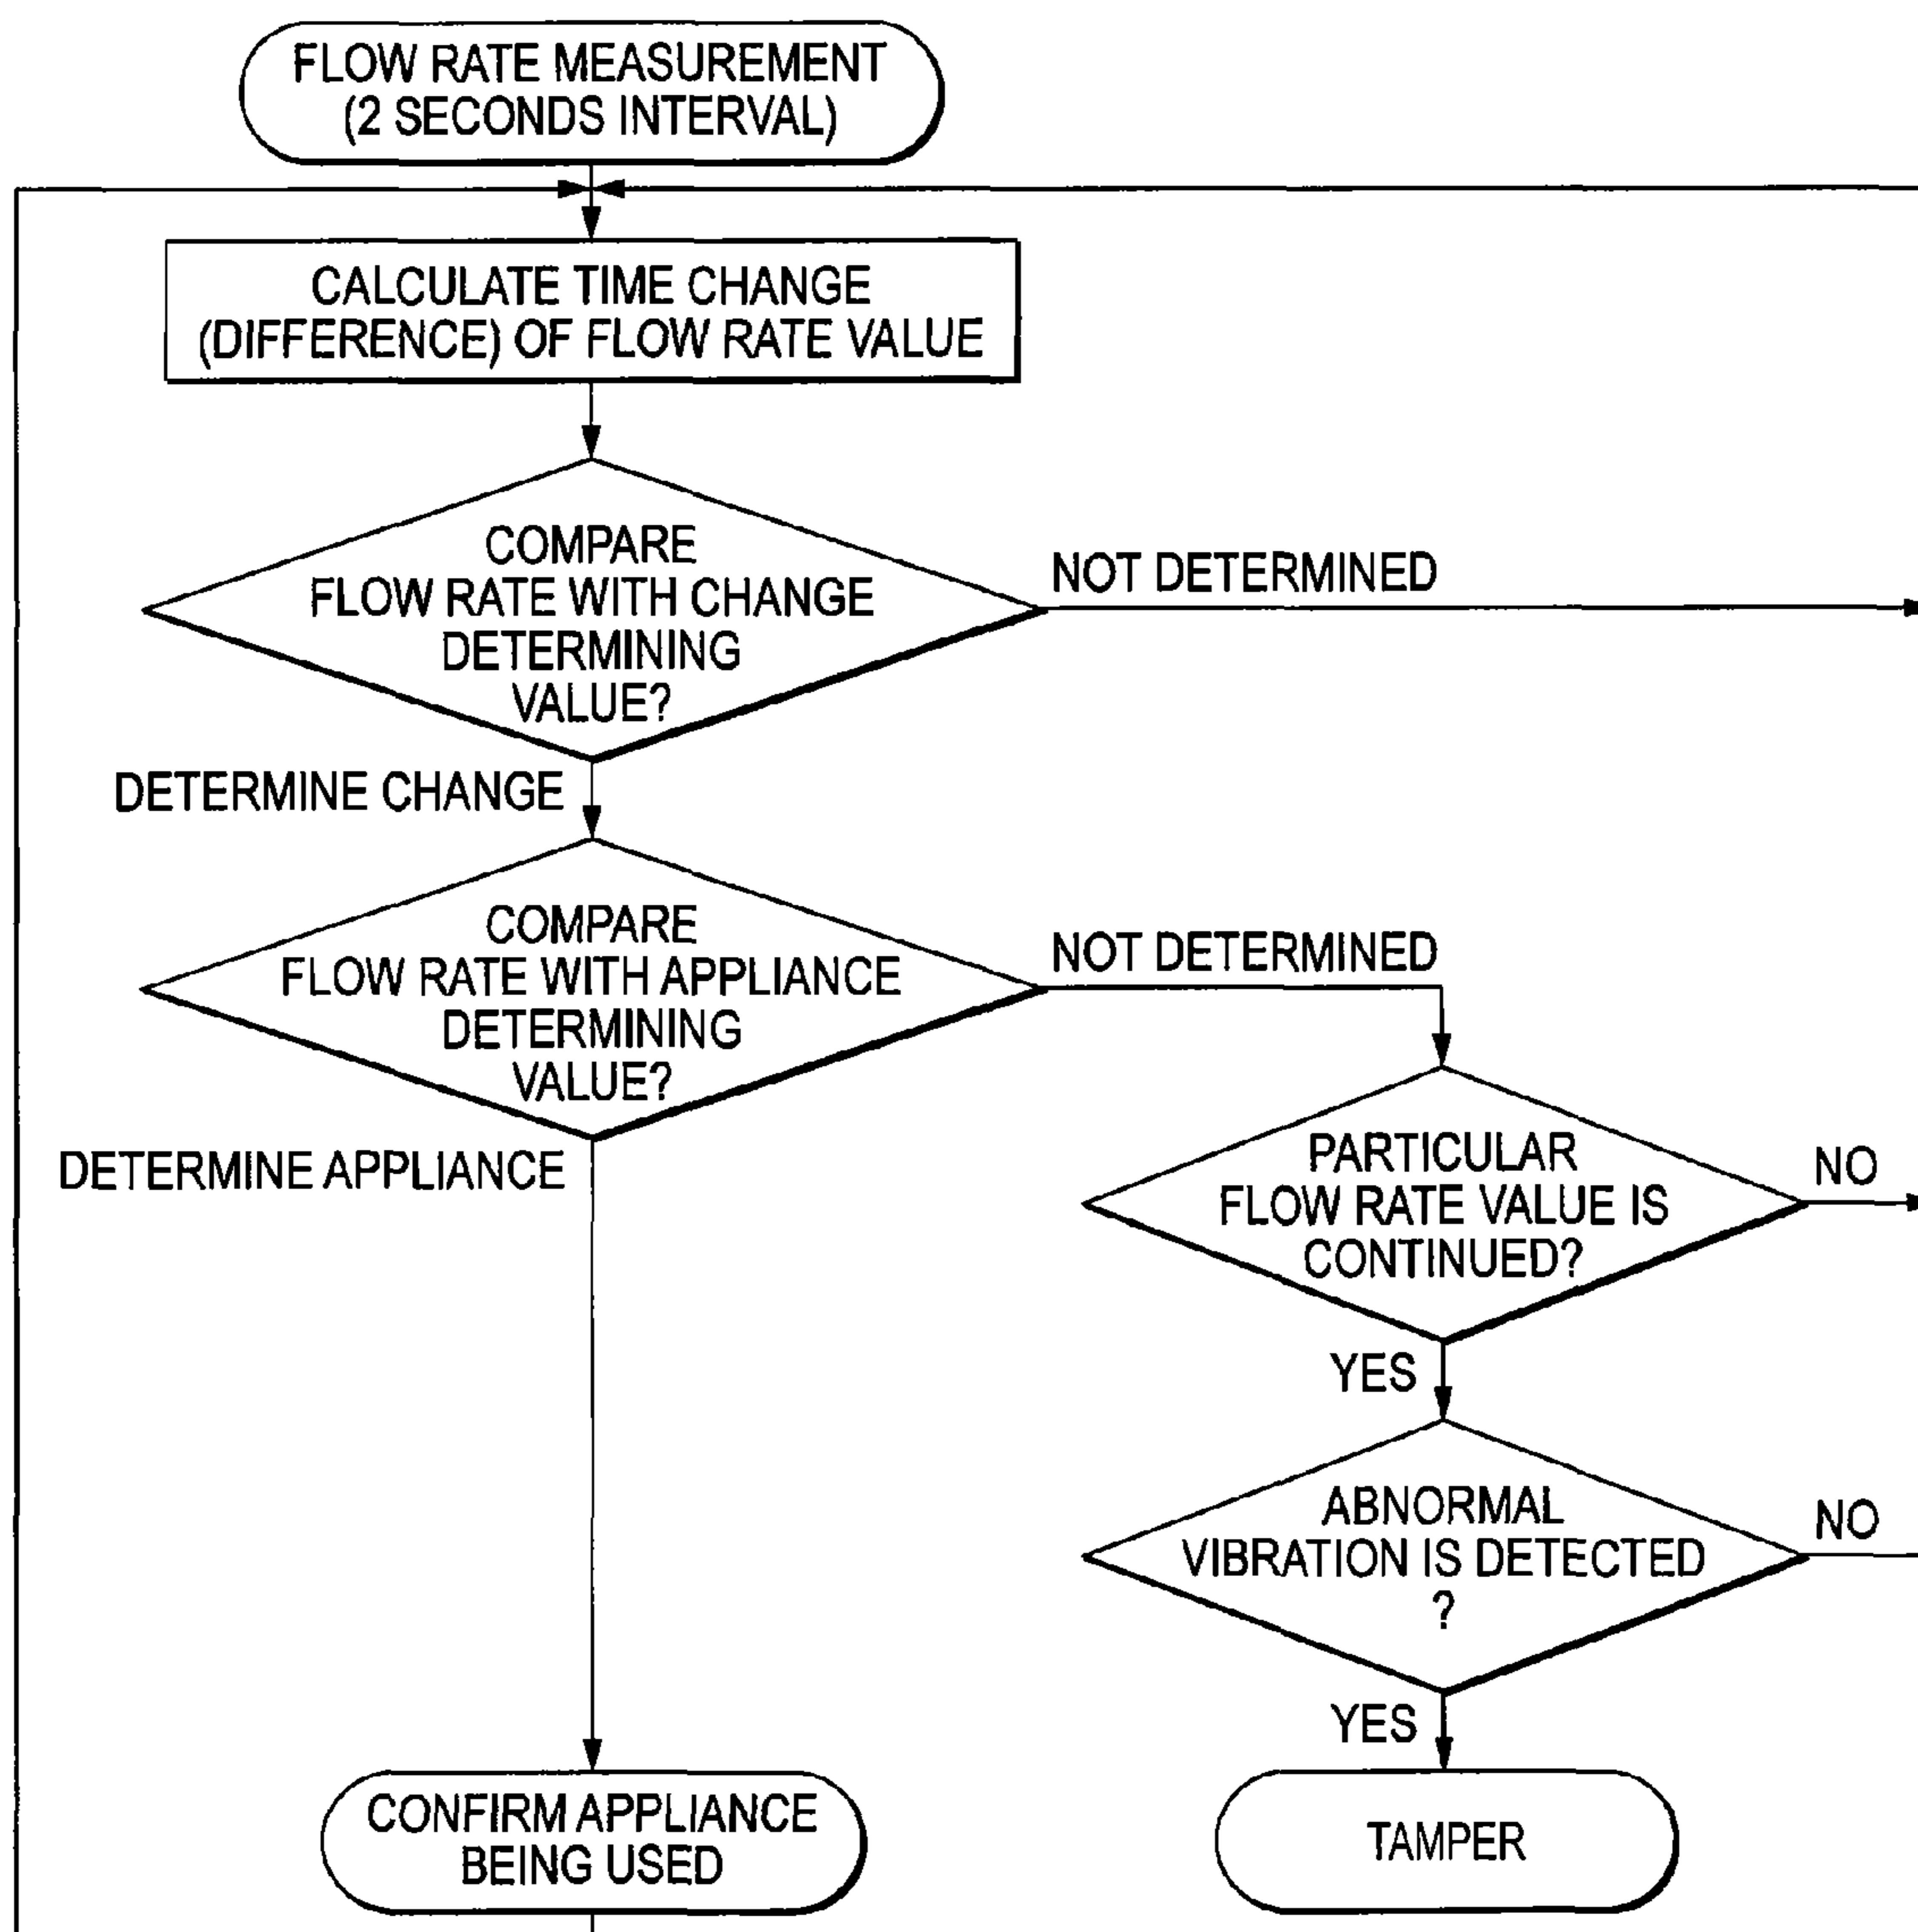 FLOW RATE MEASUREMENT
(2 SECONDS INTERVAL)
CALCULATE TIME CHANGE
(DIFFERENCE) OF FLOW RATE VALUE
COMPARE
FLOW RATE WITH CHANGE
DETERMINING
VALUE?
NOT DETERMINED
DETERMINE CHANGE
COMPARE
FLOW RATE WITH APPLIANCE
DETERMINING
VALUE?
NOT DETERMINED
DETERMINE APPLIANCE
PARTICULAR
FLOW RATE VALUE IS
CONTINUED?
NO
YES
ABNORMAL
VIBRATION IS DETECTED
?
NO
YES
CONFIRM APPLIANCE
BEING USED
TAMPER